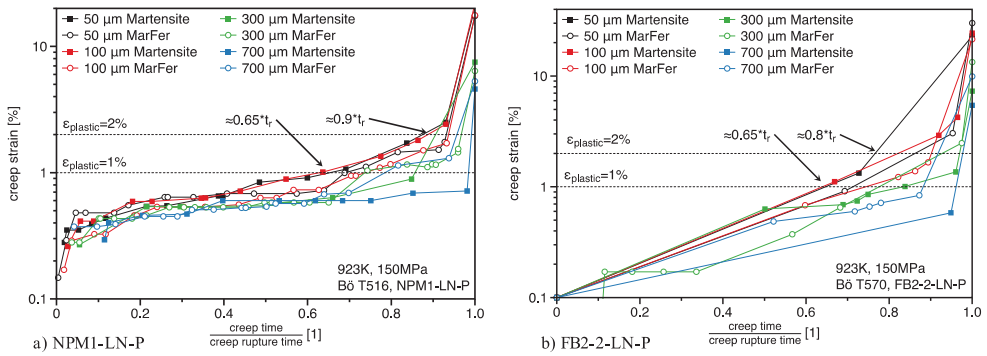 50 µm Martensite
50 µm MarFer
100 µm Martensite
100 µm MarFer
300 µm Martensite
300 µm MarFer
700 µm Martensite
700 µm MarFer
10
1
0.1
creep strain [%]
εplastic=2%
εplastic=1%
≈0.65*tr
≈0.9*tr
923K, 150MPa
Bö T516, NPM1-LN-P
0.0 0.2 0.4 0.6 0.8 1.0
creep time
creep rupture time [1]
a) NPM1-LN-P
50 µm Martensite
50 µm MarFer
100 µm Martensite
100 µm MarFer
300 µm Martensite
300 µm MarFer
700 µm Martensite
700 µm MarFer
10
1
0.1
creep strain [%]
εplastic=2%
εplastic=1%
≈0.65*tr
≈0.8*tr
923K, 150MPa
Bö T570, FB2-2-LN-P
0.0 0.2 0.4 0.6 0.8 1.0
creep time
creep rupture time [1]
b) FB2-2-LN-P